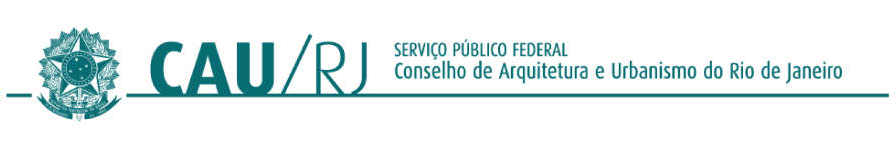 CAU/RJ
SERVIÇO PÚBLICO FEDERAL
Conselho de Arquitetura e Urbanismo do Rio de Janeiro